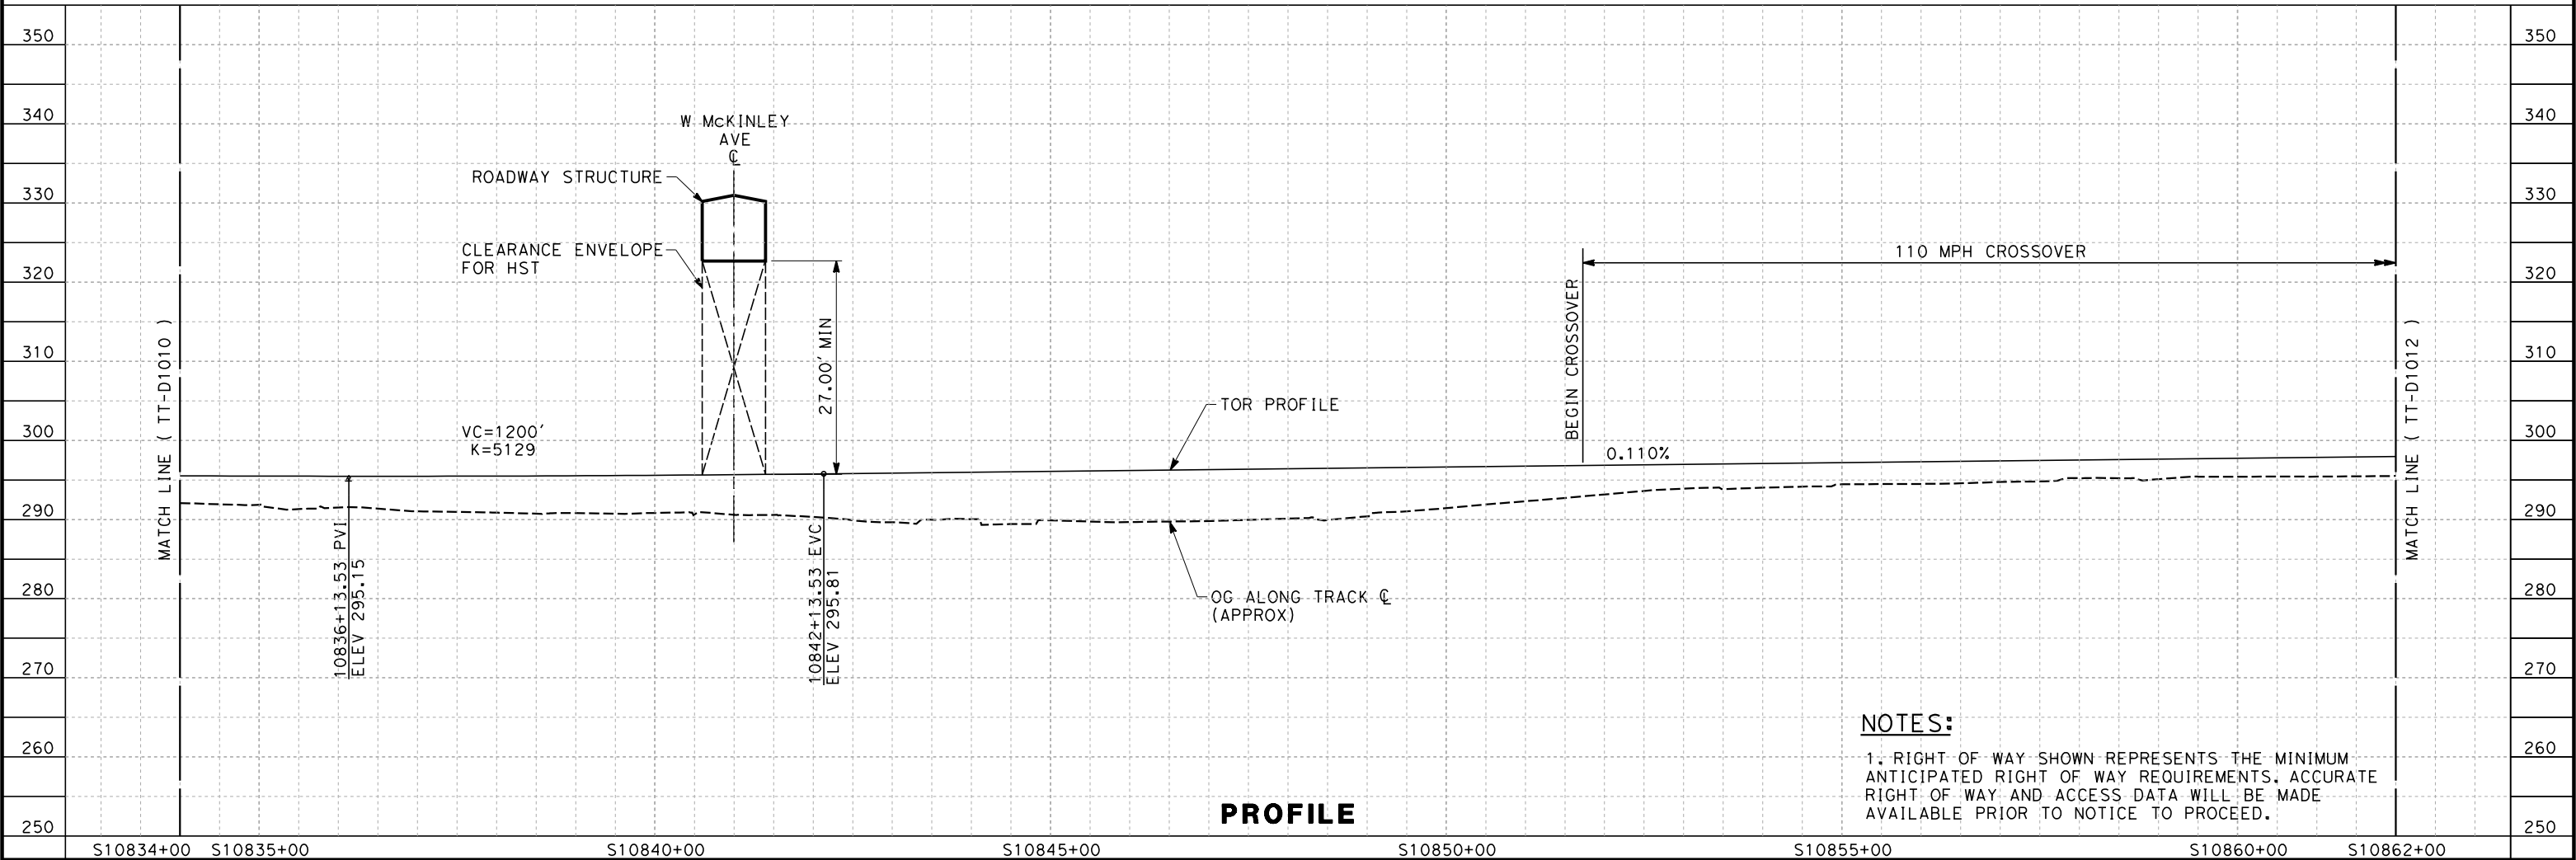 350
340
330
320
310
300
290
280
270
260
250
MATCH LINE ( TT-D1010 )
W McKINLEY
AVE
℄
ROADWAY STRUCTURE
CLEARANCE ENVELOPE
FOR HST
27.00' MIN
VC=1200'
K=5129
10836+13.53 PVI
ELEV 295.15
10842+13.53 EVC
ELEV 295.81
TOR PROFILE
OG ALONG TRACK ℄
(APPROX)
BEGIN CROSSOVER
110 MPH CROSSOVER
0.110%
MATCH LINE ( TT-D1012 )
350
340
330
320
310
300
290
280
270
260
250
NOTES:
1. RIGHT OF WAY SHOWN REPRESENTS THE MINIMUM
ANTICIPATED RIGHT OF WAY REQUIREMENTS. ACCURATE
RIGHT OF WAY AND ACCESS DATA WILL BE MADE
AVAILABLE PRIOR TO NOTICE TO PROCEED.
PROFILE
S10834+00 S10835+00 S10840+00 S10845+00 S10850+00 S10855+00 S10860+00 S10862+00